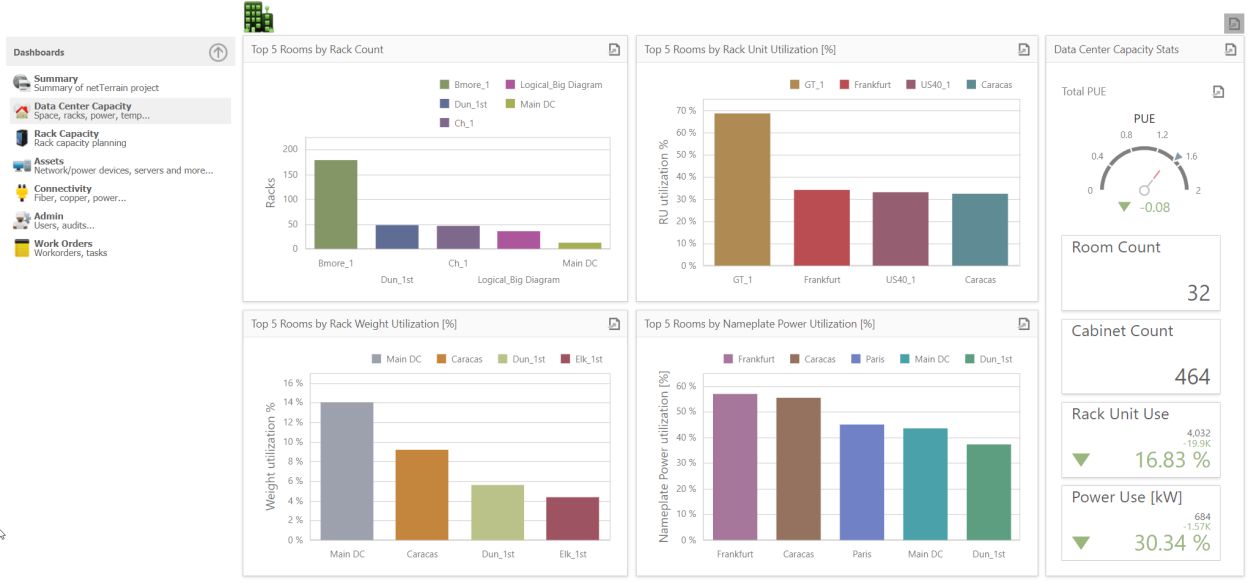 Dashboards
Summary
Summary of netTerrain project
Data Center Capacity
Space, racks, power, temp...
Rack Capacity
Rack capacity planning
Assets
Network/power devices, servers and more...
Connectivity
Fiber, copper, power...
Admin
Users, audits...
Work Orders
Workorders, tasks
Top 5 Rooms by Rack Count
Bmore_1 Logical_Big Diagram
Dun_1st Main DC
Ch_1
200
150
100
50
0
Racks
Bmore_1 Ch_1 Main DC
Dun_1st Logical_Big Diagram
Top 5 Rooms by Rack Unit Utilization [%]
GT_1 Frankfurt US40_1 Caracas
70 %
60 %
50 %
40 %
30 %
20 %
10 %
0 %
RU utilization %
GT_1 Frankfurt US40_1 Caracas
Top 5 Rooms by Rack Weight Utilization [%]
Main DC Caracas Dun_1st Elk_1st
16 %
14 %
12 %
10 %
8 %
6 %
4 %
2 %
0 %
Weight utilization %
Main DC Caracas Dun_1st Elk_1st
Top 5 Rooms by Nameplate Power Utilization [%]
Frankfurt Caracas Paris Main DC Dun_1st
60 %
50 %
40 %
30 %
20 %
10 %
0 %
Nameplate Power utilization [%]
Frankfurt Caracas Paris Main DC Dun_1st
Data Center Capacity Stats
Total PUE
PUE
0.8 1.2
0.4 1.6
0 2
-0.08
Room Count
32
Cabinet Count
464
Rack Unit Use
4,032
-19.9K
16.83 %
Power Use [kW]
684
-1.57K
30.34 %